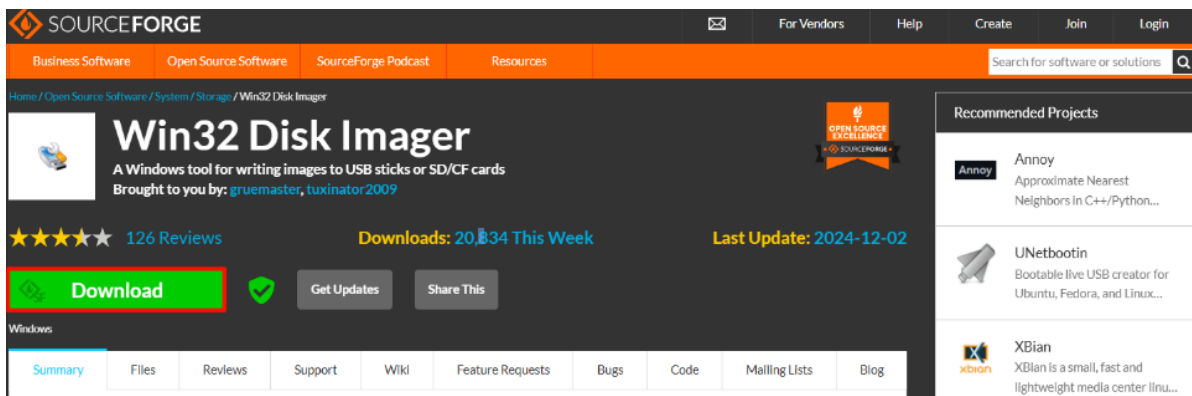 SOURCEFORGE
For Vendors Help Create Join Login
Business Software Open Source Software SourceForge Podcast Resources
Search for software or solutions
Home / Open Source Software / System / Storage / Win32 Disk Imager
Win32 Disk Imager
A Windows tool for writing images to USB sticks or SD/CF cards
Brought to you by: gruemaster, tuxinator2009
OPEN SOURCE
EXCELLENCE
SOURCEFORGE
126 Reviews
Downloads: 20,834 This Week
Last Update: 2024-12-02
Download
Get Updates
Share This
Windows
Summary Files Reviews Support Wiki Feature Requests Bugs Code Mailing Lists Blog
Recommended Projects
Annoy
Annoy
Approximate Nearest
Neighbors in C++/Python...
UNetbootin
Bootable live USB creator for
Ubuntu, Fedora, and Linux...
xbian
XBian
XBian is a small, fast and
lightweight media center linu...